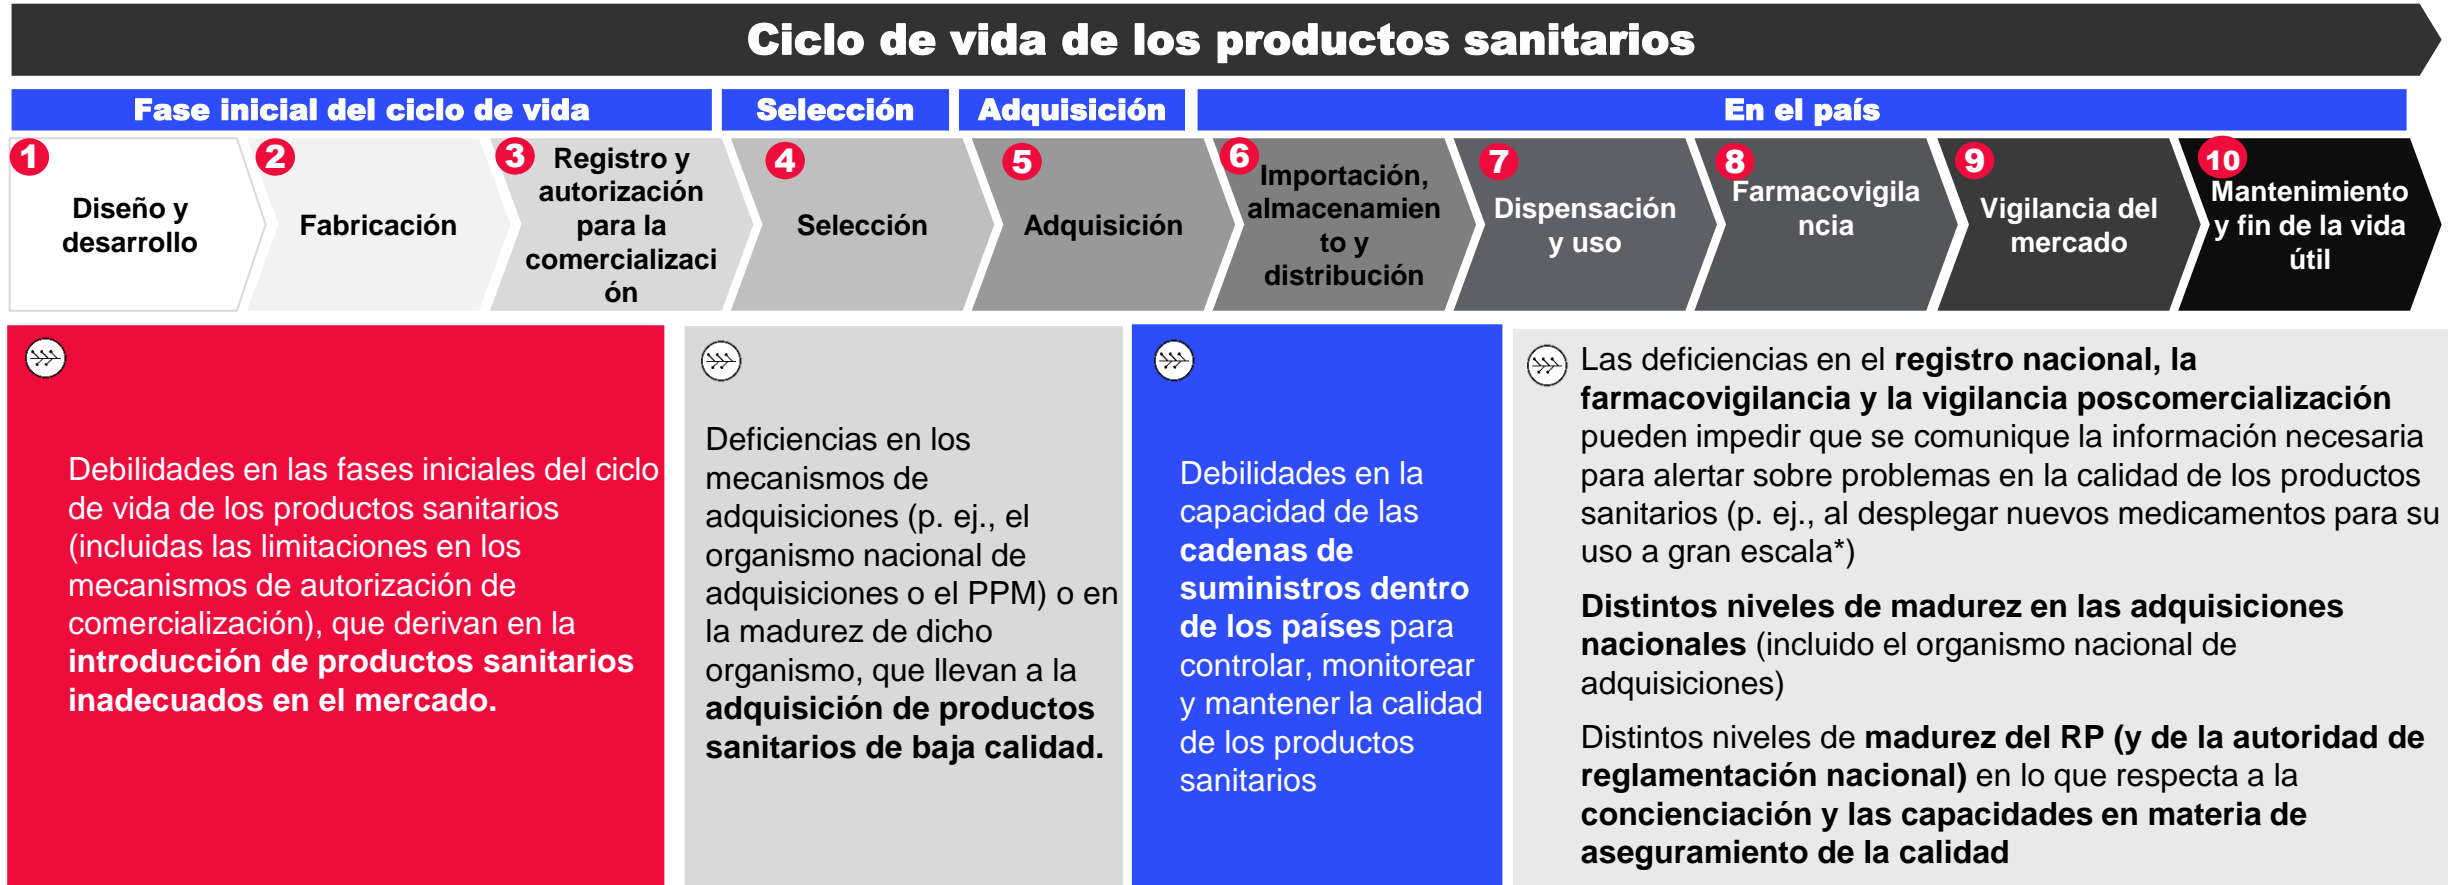 Ciclo de vida de los productos sanitarios
Fase inicial del ciclo de vida
Selección
Adquisición
En el país
1
Diseño y
desarrollo
2
Fabricación
3
Registro y
autorización
para la
comercializaci
ón
4
Selección
5
Adquisición
6
Importación,
almacenamien
to y
distribución
7
Dispensación
y uso
8
Farmacovigila
ncia
9
Vigilancia del
mercado
10
Mantenimiento
y fin de la vida
útil
Debilidades en las fases iniciales del ciclo
de vida de los productos sanitarios
(incluidas las limitaciones en los
mecanismos de autorización de
comercialización), que derivan en la
introducción de productos sanitarios
inadecuados en el mercado.
Deficiencias en los
mecanismos de
adquisiciones (p. ej., el
organismo nacional de
adquisiciones o el PPM) o en
la madurez de dicho
organismo, que llevan a la
adquisición de productos
sanitarios de baja calidad.
Debilidades en la
capacidad de las
cadenas de
suministros dentro
de los países para
controlar, monitorear
y mantener la calidad
de los productos
sanitarios
Las deficiencias en el registro nacional, la
farmacovigilancia y la vigilancia poscomercialización
pueden impedir que se comunique la información necesaria
para alertar sobre problemas en la calidad de los productos
sanitarios (p. ej., al desplegar nuevos medicamentos para su
uso a gran escala*)
Distintos niveles de madurez en las adquisiciones
nacionales (incluido el organismo nacional de
adquisiciones)
Distintos niveles de madurez del RP (y de la autoridad de
reglamentación nacional) en lo que respecta a la
concienciación y las capacidades en materia de
aseguramiento de la calidad